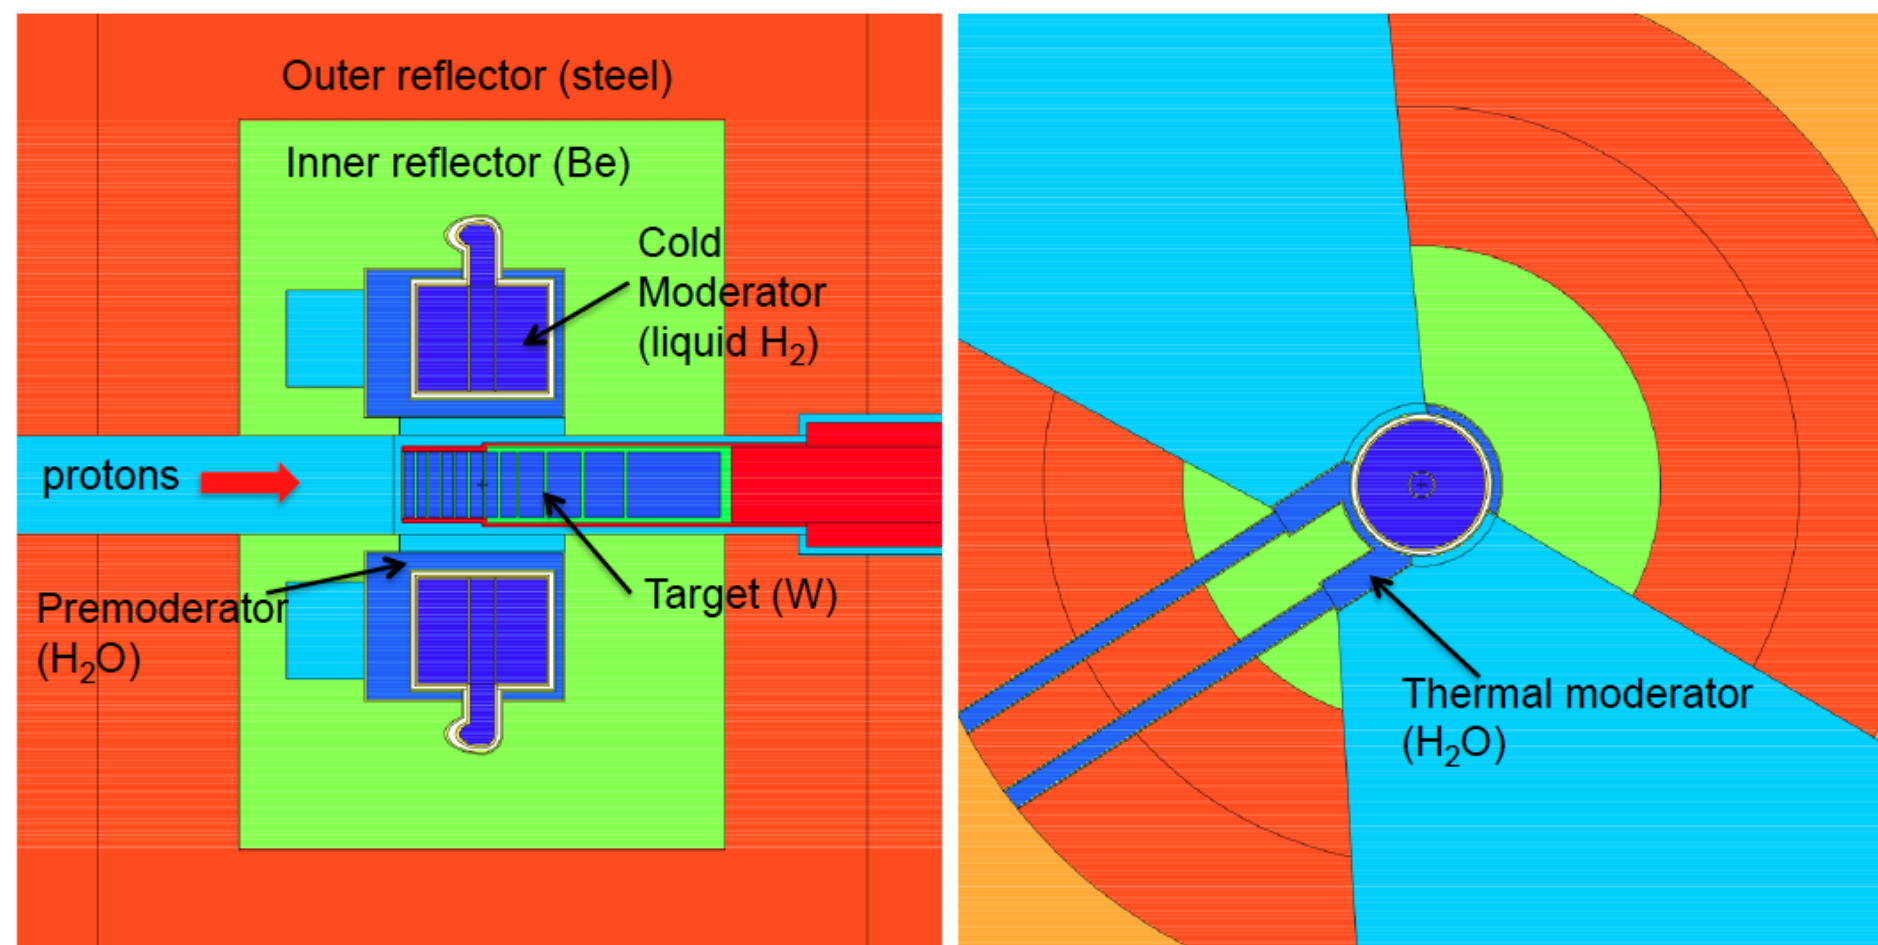 Outer reflector (steel)
Inner reflector (Be)
Cold
Moderator
(liquid H₂)
protons
Target (W)
Premoderator
(H₂O)
Thermal moderator
(H₂O)